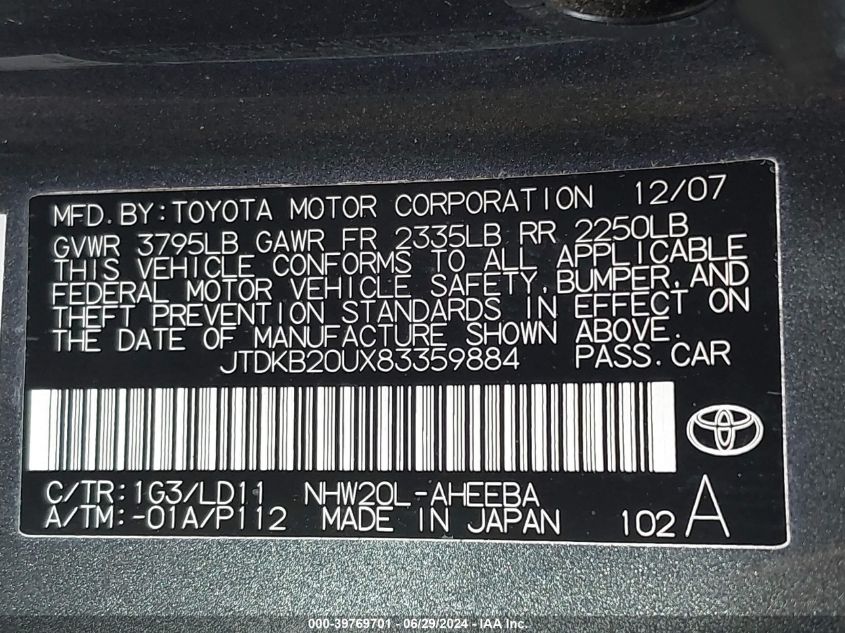 MFD.BY:TOYOTA MOTOR CORPORATION 12/07
GVWR 3795LB GAWR FR 2335LB RR 2250LB
THIS VEHICLE CONFORMS TO ALL APPLICABLE
FEDERAL MOTOR VEHICLE SAFETY,BUMPER,AND
THEFT PREVENTION STANDARDS IN EFFECT ON
THE DATE OF MANUFACTURE SHOWN ABOVE.
JTDKB20UX83359884 PASS.CAR
C/TR:1G3/LD11 NHW20L-AHEEBA
A/TM:-01A/P112 MADE IN JAPAN 102 A
000-39769701 - 06/29/2024 - IAA Inc.